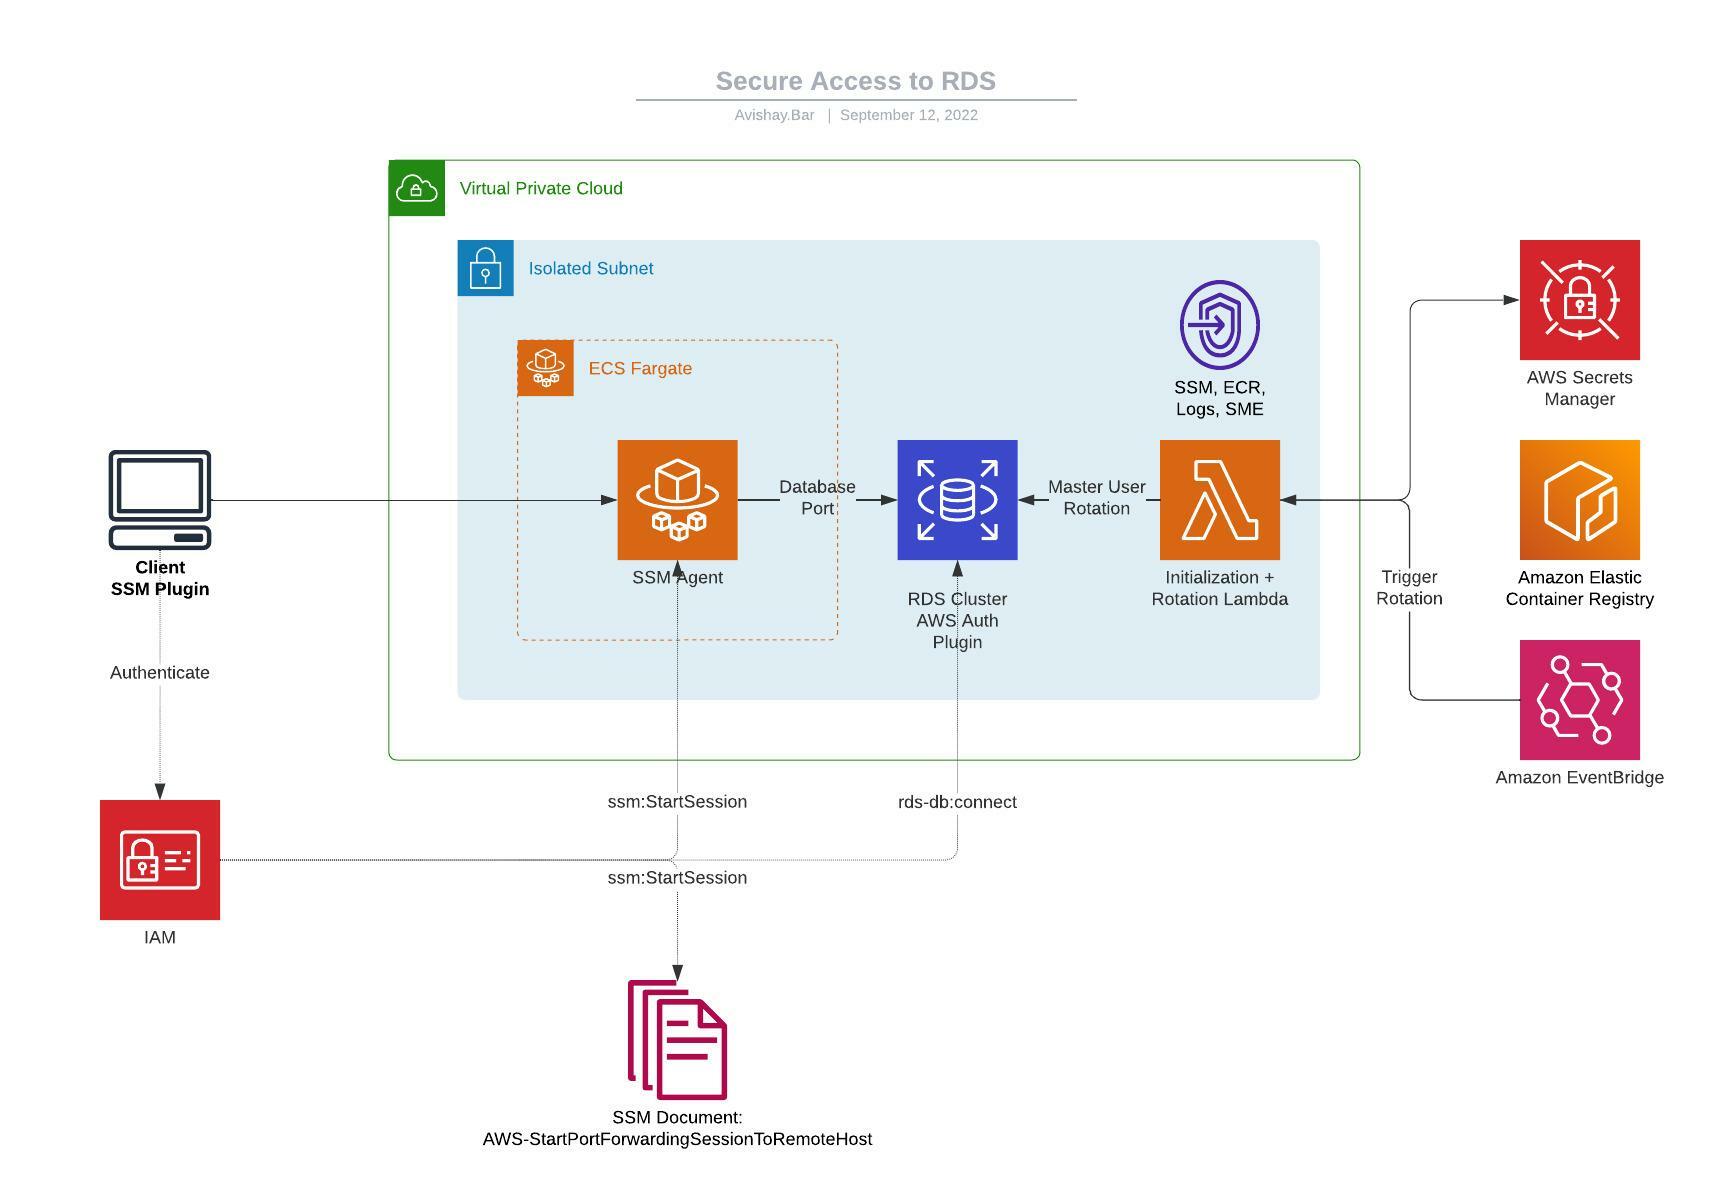 Secure Access to RDS
Avishay.Bar | September 12, 2022
Virtual Private Cloud
Isolated Subnet
ECS Fargate
SSM, ECR,
Logs, SME
AWS Secrets
Manager
Client
SSM Plugin
SSM Agent
Database
Port
RDS Cluster
AWS Auth
Plugin
Master User
Rotation
Initialization +
Rotation Lambda
Trigger
Rotation
Amazon Elastic
Container Registry
Amazon EventBridge
Authenticate
IAM
ssm:StartSession
rds-db:connect
ssm:StartSession
SSM Document:
AWS-StartPortForwardingSessionToRemoteHost